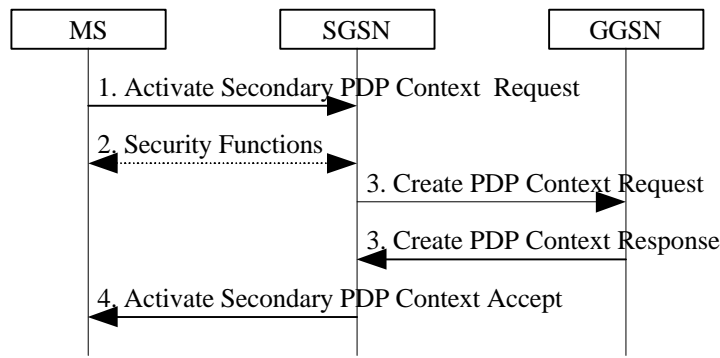 MS SGSN GGSN
1. Activate Secondary PDP Context Request
2. Security Functions
3. Create PDP Context Request
3. Create PDP Context Response
4. Activate Secondary PDP Context Accept